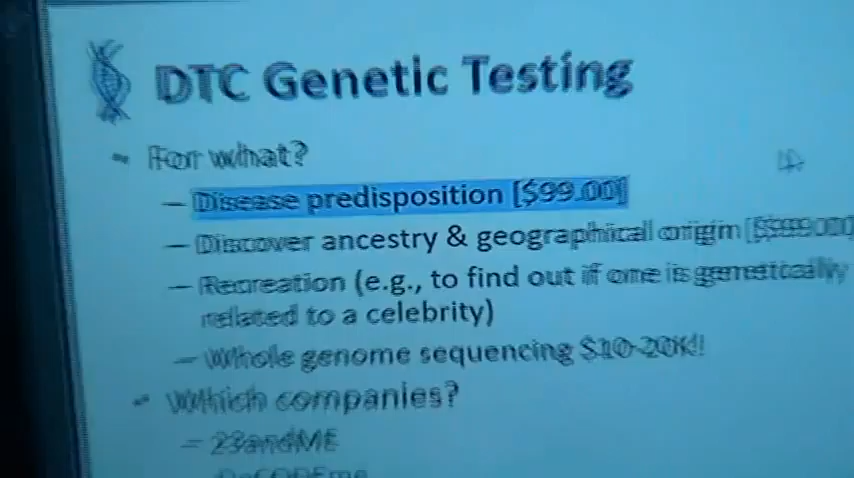 DTC Genetic Testing
- For what?
– Disease predisposition [$99.00]
– Discover ancestry & geographical origin
– Recreation (e.g., to find out if one is genetically
related to a celebrity)
– Whole genome sequencing $10-20K!
- Which companies?
– 23andME
DeCODEme